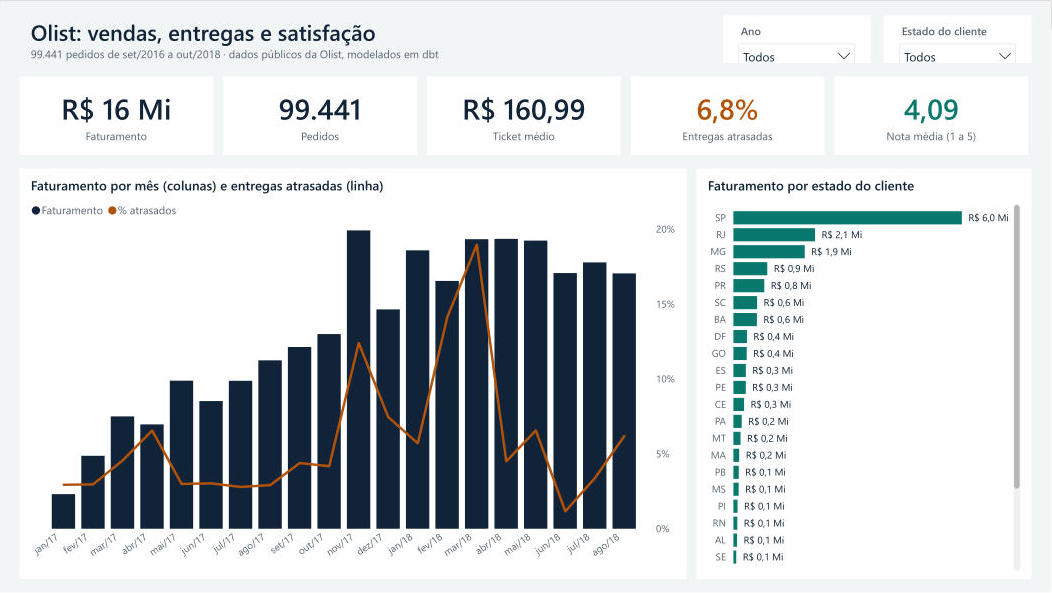 Olist: vendas, entregas e satisfação
99.441 pedidos de set/2016 a out/2018 · dados públicos da Olist, modelados em dbt
Ano
Todos
Estado do cliente
Todos
R$ 16 Mi
Faturamento
99.441
Pedidos
R$ 160,99
Ticket médio
6,8%
Entregas atrasadas
4,09
Nota média (1 a 5)
Faturamento por mês (colunas) e entregas atrasadas (linha)
Faturamento % atrasados
20%
15%
10%
5%
0%
jan/17 fev/17 mar/17 abr/17 mai/17 jun/17 jul/17 ago/17 set/17 out/17 nov/17 dez/17 jan/18 fev/18 mar/18 abr/18 mai/18 jun/18 jul/18 ago/18
Faturamento por estado do cliente
SP R$ 6,0 Mi
RJ R$ 2,1 Mi
MG R$ 1,9 Mi
RS R$ 0,9 Mi
PR R$ 0,8 Mi
SC R$ 0,6 Mi
BA R$ 0,6 Mi
DF R$ 0,4 Mi
GO R$ 0,4 Mi
ES R$ 0,3 Mi
PE R$ 0,3 Mi
CE R$ 0,3 Mi
PA R$ 0,2 Mi
MT R$ 0,2 Mi
MA R$ 0,2 Mi
PB R$ 0,1 Mi
MS R$ 0,1 Mi
PI R$ 0,1 Mi
RN R$ 0,1 Mi
AL R$ 0,1 Mi
SE R$ 0,1 Mi